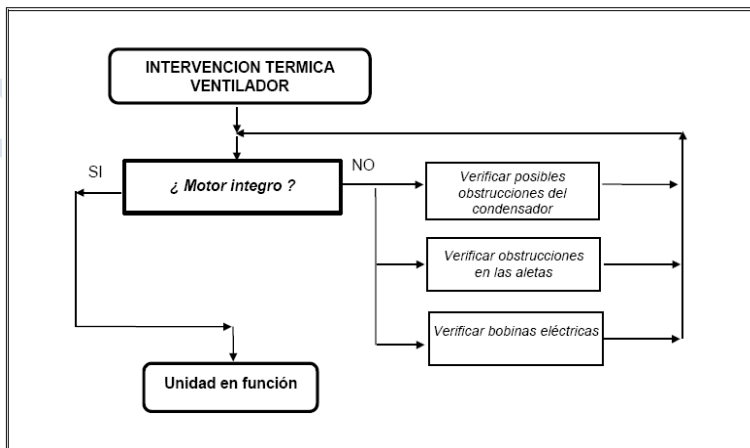 INTERVENCION TERMICA
VENTILADOR
SI
¿ Motor integro ?
NO
Verificar posibles
obstrucciones del
condensador
Verificar obstrucciones
en las aletas
Verificar bobinas eléctricas
Unidad en función